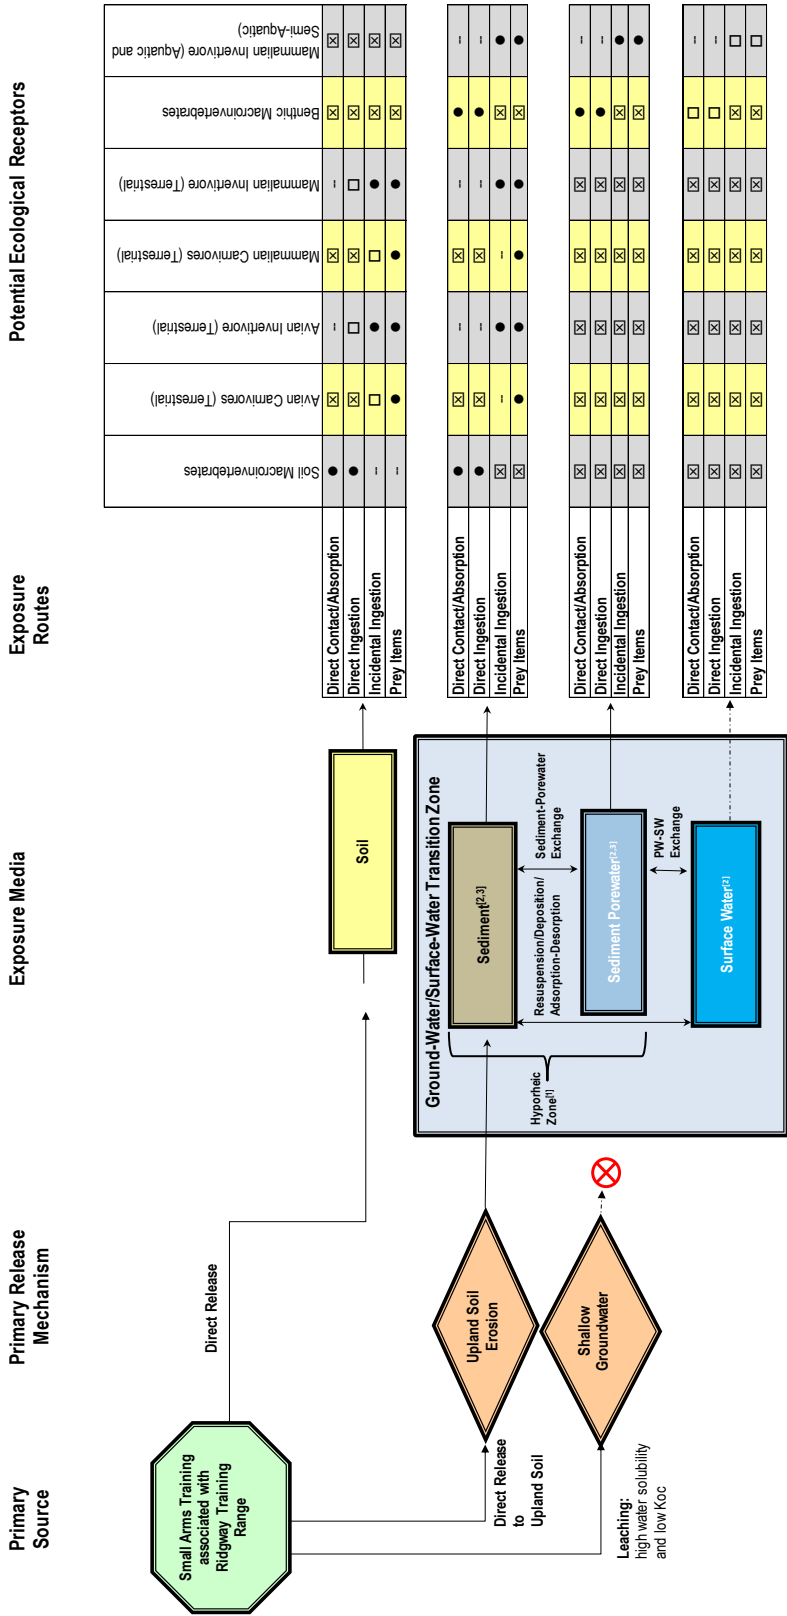 Primary
Source
Primary Release
Mechanism
Exposure Media
Exposure
Routes
Potential Ecological Receptors
Small Arms Training
associated with
Ridgway Training
Range
Direct Release
Direct Release
to
Upland Soil
Leaching:
high water solubility
and low Koc
Upland Soil
Erosion
Shallow
Groundwater
Soil
Ground-Water/Surface-Water Transition Zone
Hyporheic
Zone[1]
Sediment[2,3]
Resuspension/Deposition/
Adsorption-Desorption
Sediment-Porewater
Exchange
Sediment Porewater[2,3]
PW-SW
Exchange
Surface Water[2]
Soil Macroinvertebrates
Avian Carnivores (Terrestrial)
Avian Invertivore (Terrestrial)
Mammalian Carnivores (Terrestrial)
Mammalian Invertivore (Terrestrial)
Benthic Macroinvertebrates
Mammalian Invertivore (Aquatic and
Semi-Aquatic)
Direct Contact/Absorption ● ☒ -- ☒ -- ☒ ☒
Direct Ingestion ● ☒ □ ☒ □ ☒ ☒
Incidental Ingestion -- □ ● □ ● ☒ ☒
Prey Items -- ● ● ● ● ☒ ☒
Direct Contact/Absorption ● ☒ -- ☒ -- ● --
Direct Ingestion ● ☒ -- ☒ -- ● --
Incidental Ingestion ☒ -- ● -- ● ☒ ●
Prey Items ☒ ● ● ● ● ☒ ●
Direct Contact/Absorption ☒ ☒ ☒ ☒ ☒ ● --
Direct Ingestion ☒ ☒ ☒ ☒ ☒ ● --
Incidental Ingestion ☒ ☒ ☒ ☒ ☒ ☒ ●
Prey Items ☒ ☒ ☒ ☒ ☒ ☒ ●
Direct Contact/Absorption ☒ ☒ ☒ ☒ ☒ □ --
Direct Ingestion ☒ ☒ ☒ ☒ ☒ □ --
Incidental Ingestion ☒ ☒ ☒ ☒ ☒ ☒ □
Prey Items ☒ ☒ ☒ ☒ ☒ ☒ □